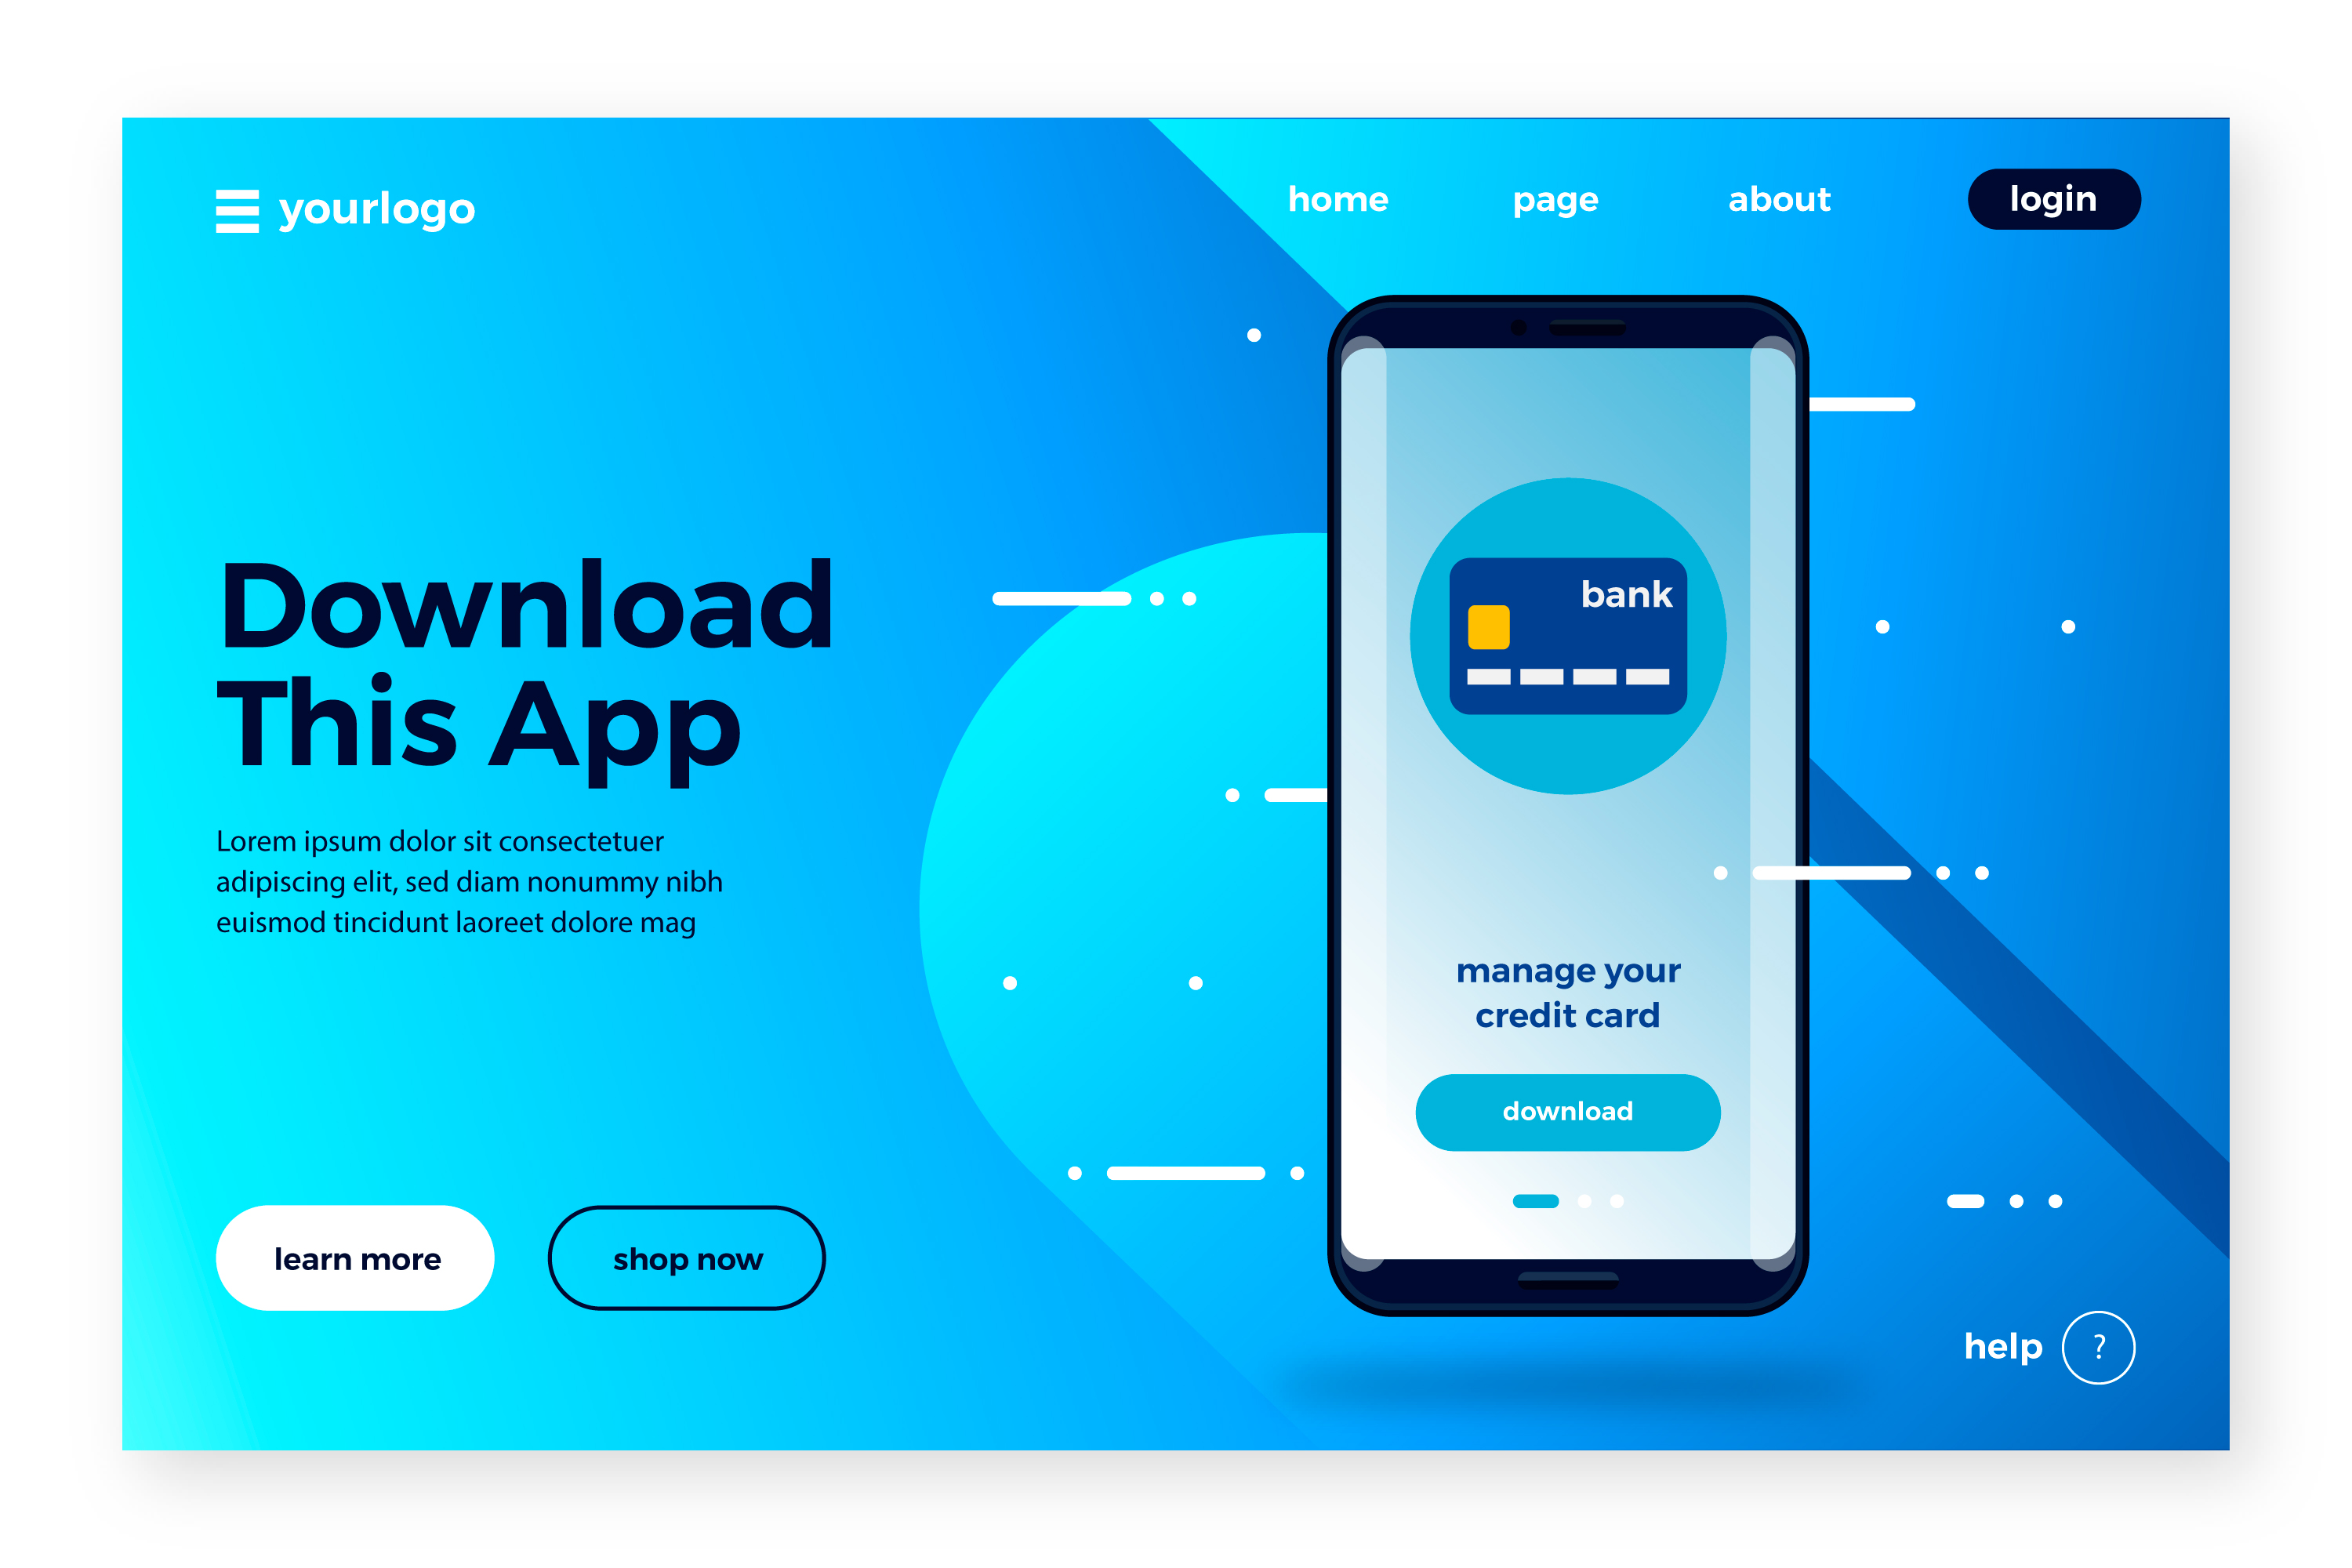 yourlogo
home
page
about
login
Download
This App
Lorem ipsum dolor sit consectetuer
adipiscing elit, sed diam nonummy nibh
euismod tincidunt laoreet dolore mag
learn more
shop now
bank
manage your
credit card
download
help ?